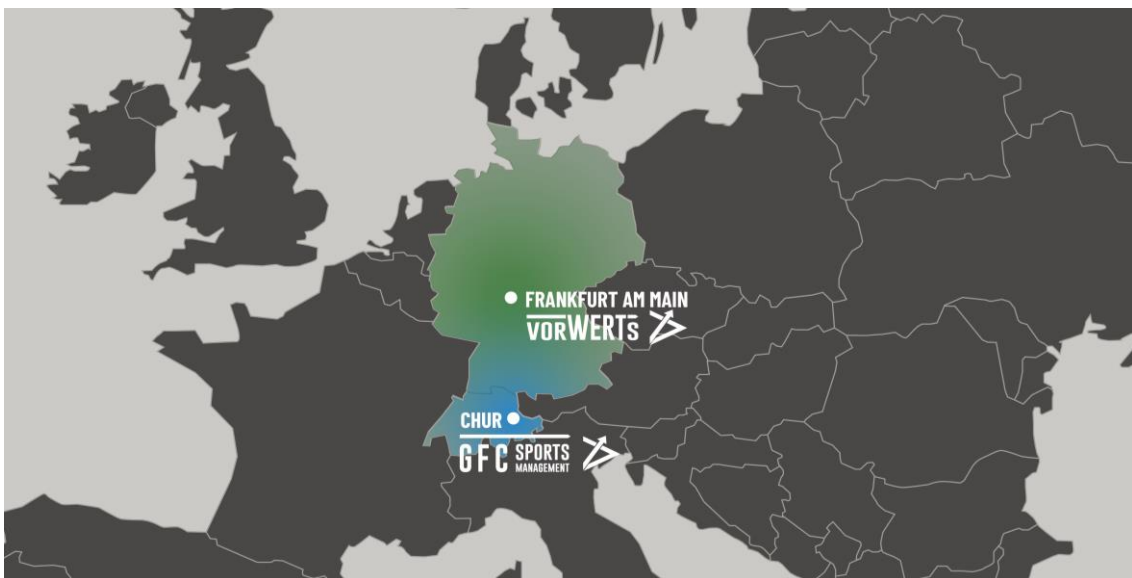 FRANKFURT AM MAIN
VORWERTs
CHUR
GFC SPORTS
MANAGEMENT